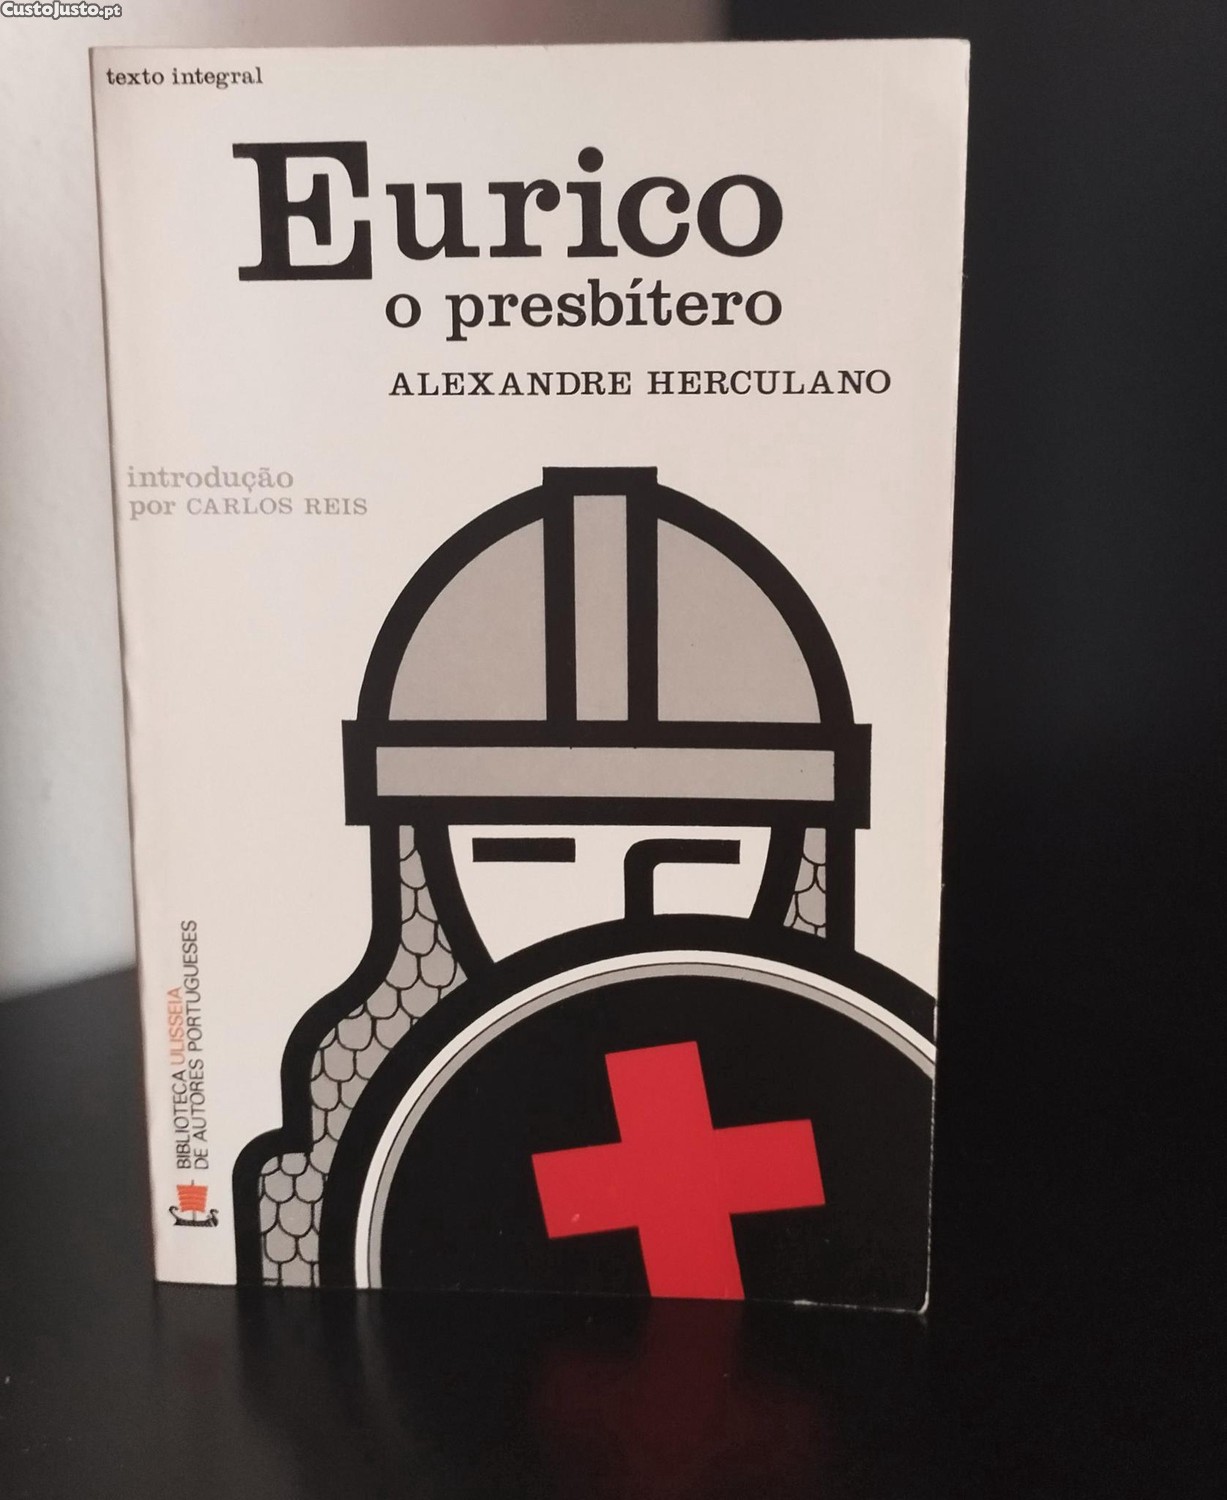 CustoJusto.pt
texto integral
Eurico
o presbítero
ALEXANDRE HERCULANO
introdução
por CARLOS REIS
BIBLIOTECA ULISSEIA
DE AUTORES PORTUGUESES